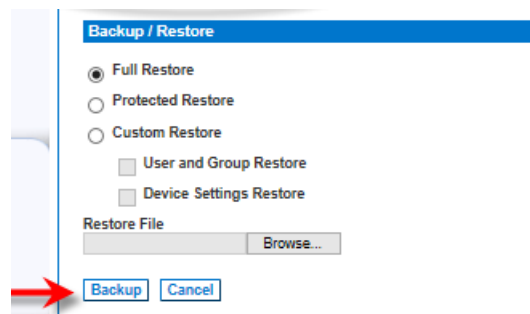 Backup / Restore
Full Restore
Protected Restore
Custom Restore
User and Group Restore
Device Settings Restore
Restore File
Browse...
Backup Cancel